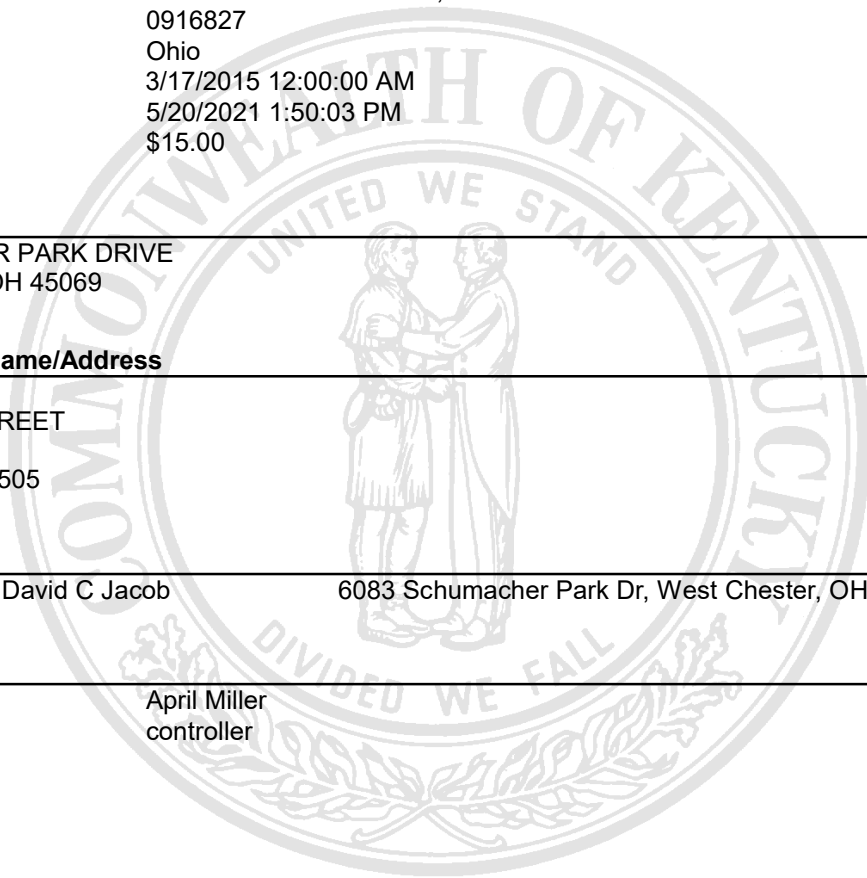 0916827
Ohio
3/17/2015 12:00:00 AM
5/20/2021 1:50:03 PM
$15.00
COMMONWEALTH OF KENTUCKY
UNITED WE STAND
R PARK DRIVE
OH 45069
ame/Address
REET
505
David C Jacob 6083 Schumacher Park Dr, West Chester, OH
DIVIDED WE FALL
April Miller
controller